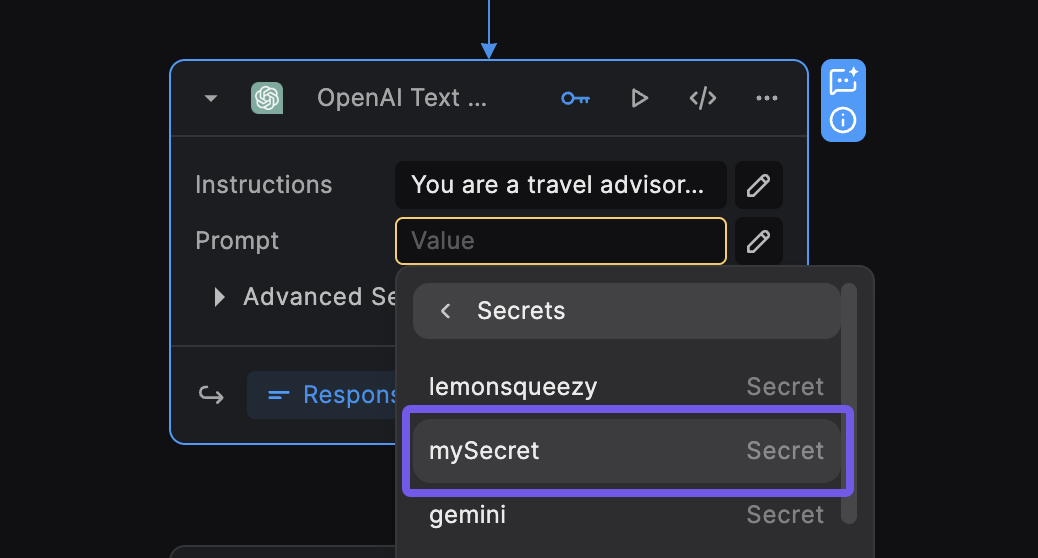 OpenAI Text ...
Instructions
You are a travel advisor...
Prompt
Value
Advanced Se
Secrets
lemonsqueezy Secret
mySecret Secret
gemini Secret
Respons